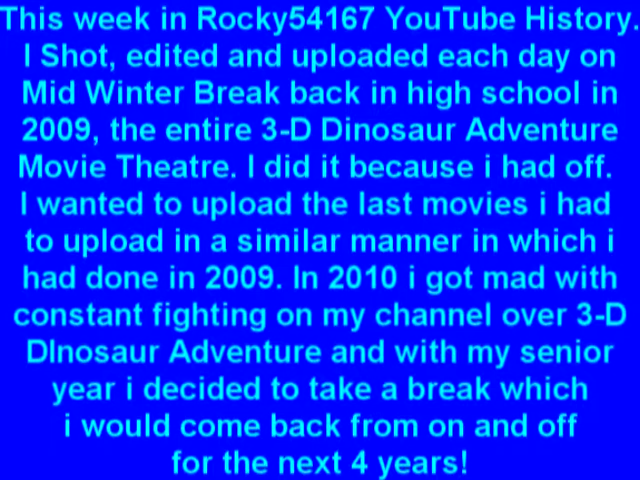 This week in Rocky54167 YouTube History.
I Shot, edited and uploaded each day on
Mid Winter Break back in high school in
2009, the entire 3-D Dinosaur Adventure
Movie Theatre. I did it because i had off.
I wanted to upload the last movies i had
to upload in a similar manner in which i
had done in 2009. In 2010 i got mad with
constant fighting on my channel over 3-D
DInosaur Adventure and with my senior
year i decided to take a break which
i would come back from on and off
for the next 4 years!